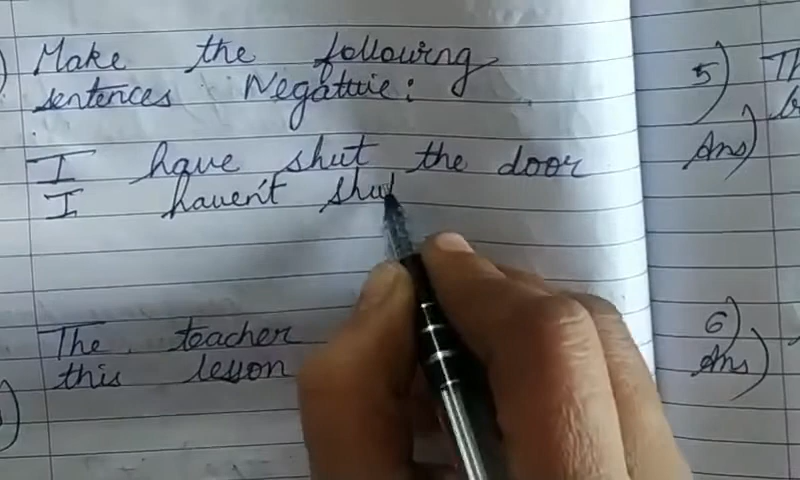 Make the following
sentences Negative:
I have shut the door
I haven't shut
The teacher
this lesson
5) Th
Ans)
6)
Ans)